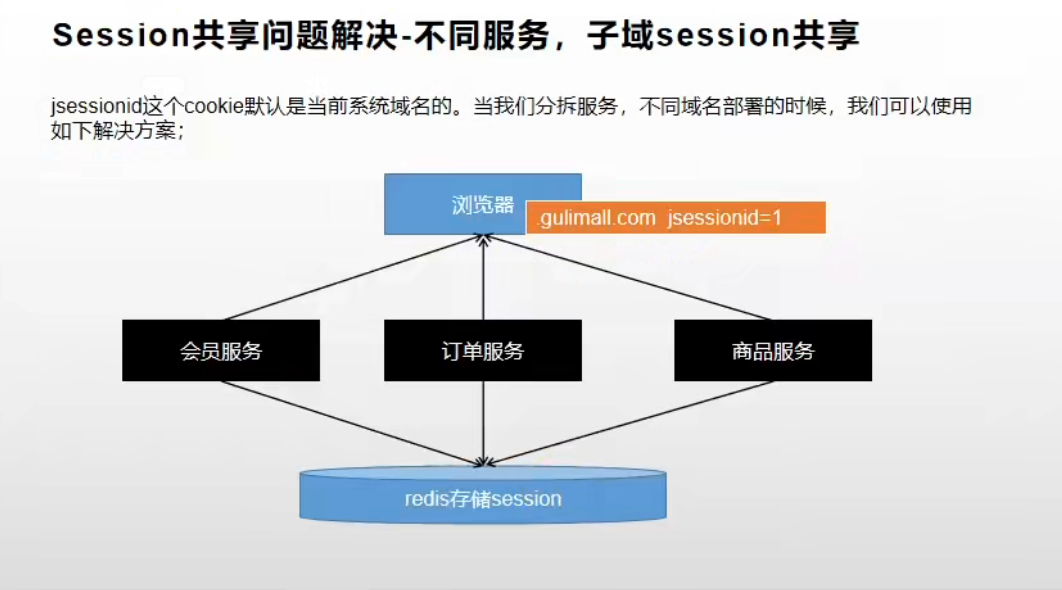 Session共享问题解决-不同服务，子域session共享
jsessionid这个cookie默认是当前系统域名的。当我们分拆服务，不同域名部署的时候，我们可以使用
如下解决方案；
浏览器
.gulimall.com jsessionid=1
会员服务
订单服务
商品服务
redis存储session